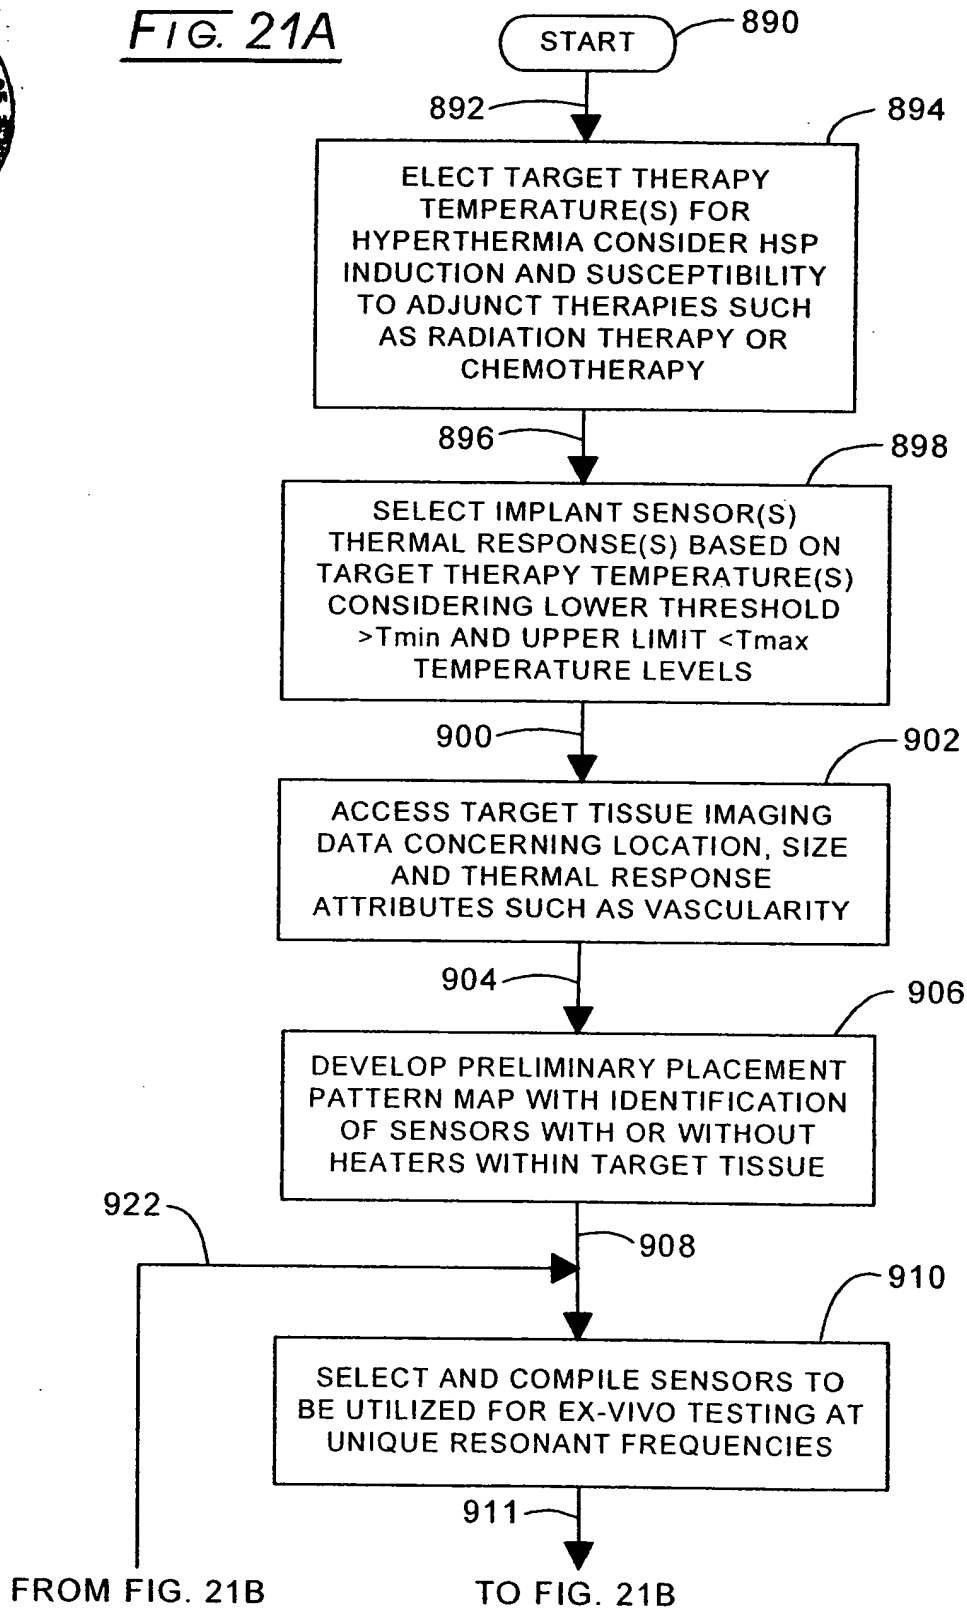 FIG. 21A
START
890
892
894
ELECT TARGET THERAPY
TEMPERATURE(S) FOR
HYPERTHERMIA CONSIDER HSP
INDUCTION AND SUSCEPTIBILITY
TO ADJUNCT THERAPIES SUCH
AS RADIATION THERAPY OR
CHEMOTHERAPY
896
898
SELECT IMPLANT SENSOR(S)
THERMAL RESPONSE(S) BASED ON
TARGET THERAPY TEMPERATURE(S)
CONSIDERING LOWER THRESHOLD
>Tmin AND UPPER LIMIT <Tmax
TEMPERATURE LEVELS
900
902
ACCESS TARGET TISSUE IMAGING
DATA CONCERNING LOCATION, SIZE
AND THERMAL RESPONSE
ATTRIBUTES SUCH AS VASCULARITY
904
906
DEVELOP PRELIMINARY PLACEMENT
PATTERN MAP WITH IDENTIFICATION
OF SENSORS WITH OR WITHOUT
HEATERS WITHIN TARGET TISSUE
922
908
910
SELECT AND COMPILE SENSORS TO
BE UTILIZED FOR EX-VIVO TESTING AT
UNIQUE RESONANT FREQUENCIES
911
FROM FIG. 21B
TO FIG. 21B